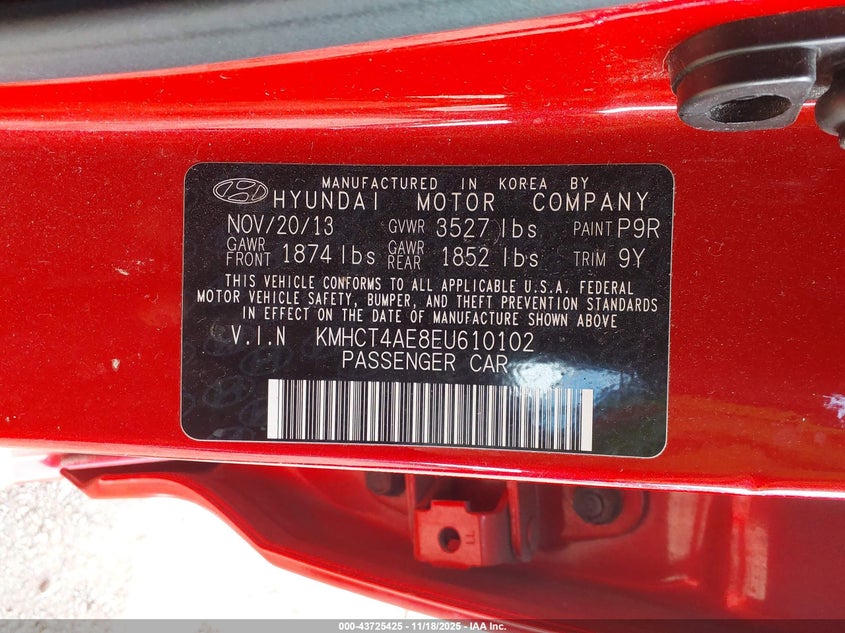 MANUFACTURED IN KOREA BY
HYUNDAI MOTOR COMPANY
NOV/20/13 GVWR 3527 lbs PAINT P9R
GAWR FRONT 1874 lbs GAWR REAR 1852 lbs TRIM 9Y
THIS VEHICLE CONFORMS TO ALL APPLICABLE U.S.A. FEDERAL
MOTOR VEHICLE SAFETY, BUMPER, AND THEFT PREVENTION STANDARDS
IN EFFECT ON THE DATE OF MANUFACTURE SHOWN ABOVE
V.I.N KMHCT4AE8EU610102
PASSENGER CAR
LL
000-43725425 - 11/18/2025 - IAA Inc.